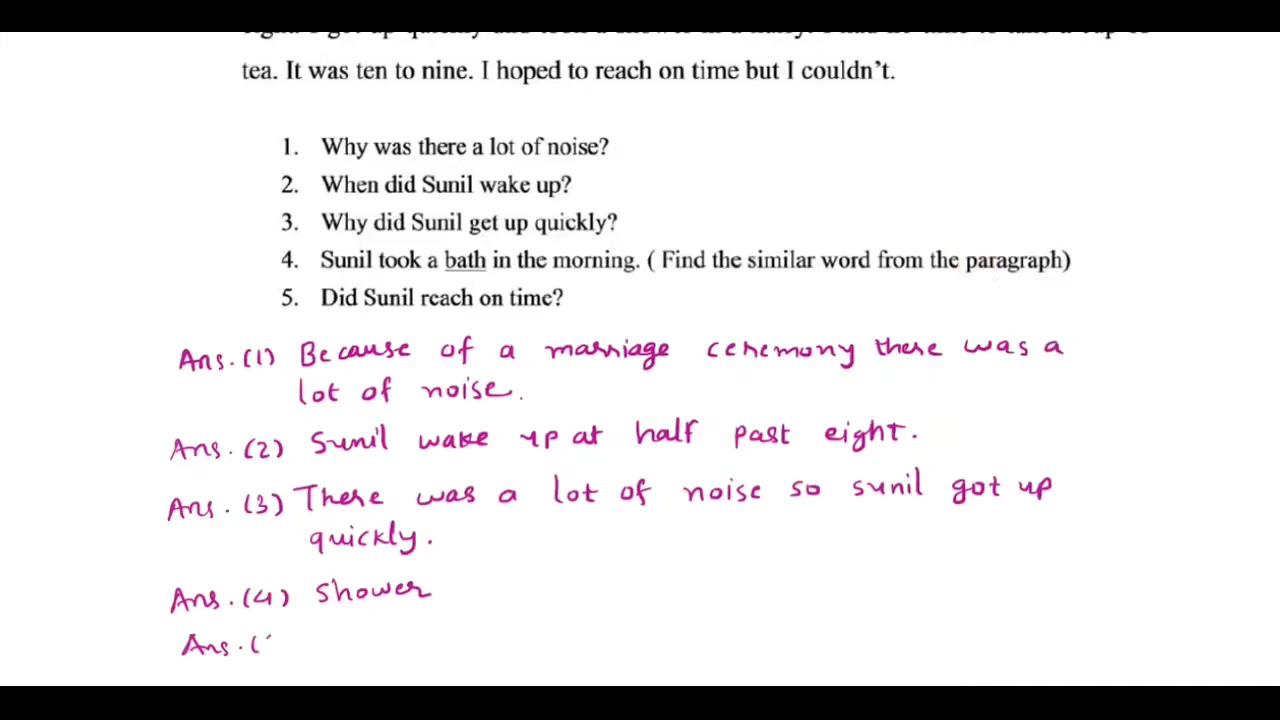 tea. It was ten to nine. I hoped to reach on time but I couldn't.
1. Why was there a lot of noise?
2. When did Sunil wake up?
3. Why did Sunil get up quickly?
4. Sunil took a bath in the morning. ( Find the similar word from the paragraph)
5. Did Sunil reach on time?
Ans. (1) Because of a marriage ceremony there was a
lot of noise.
Ans. (2) Sunil wake up at half past eight.
Ans. (3) There was a lot of noise so sunil got up
quickly.
Ans. (4) Shower
Ans. (